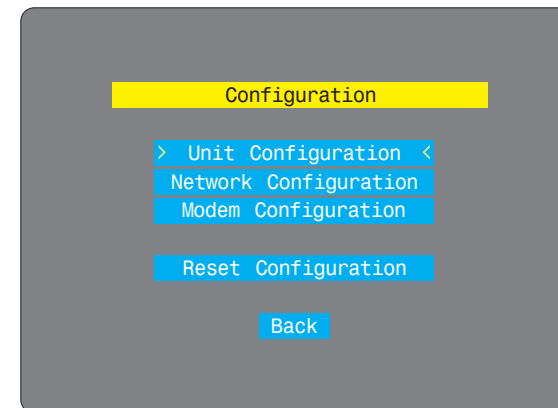 Configuration
> Unit Configuration <
Network Configuration
Modem Configuration
Reset Configuration
Back